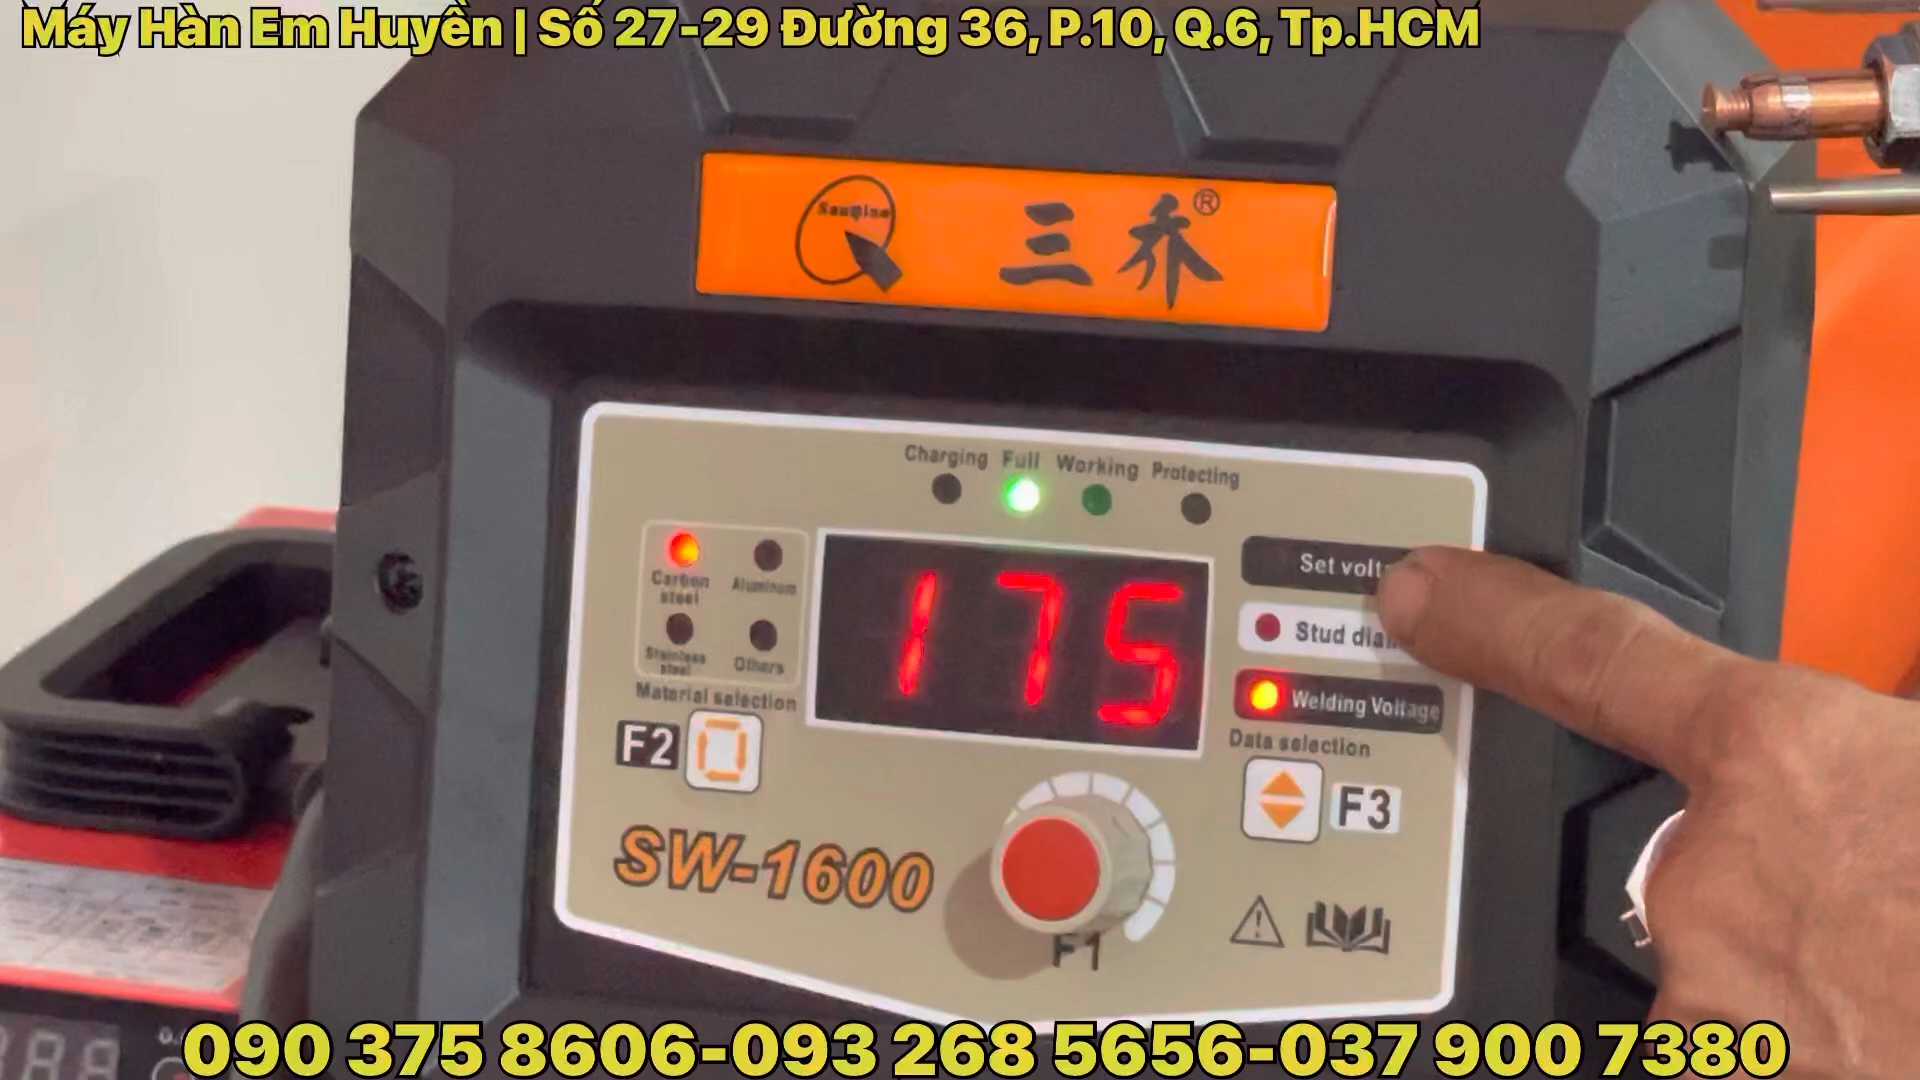 Máy Hàn Em Huyền | Số 27-29 Đường 36, P.10, Q.6, Tp.HCM
Sanqiao
三乔®
Charging Full Working Protecting
Carbon steel
Aluminum
Stainless steel
Others
Material selection
F2
175
Set volt
Stud dia
Welding Voltage
Data selection
F3
SW-1600
F1
090 375 8606-093 268 5656-037 900 7380